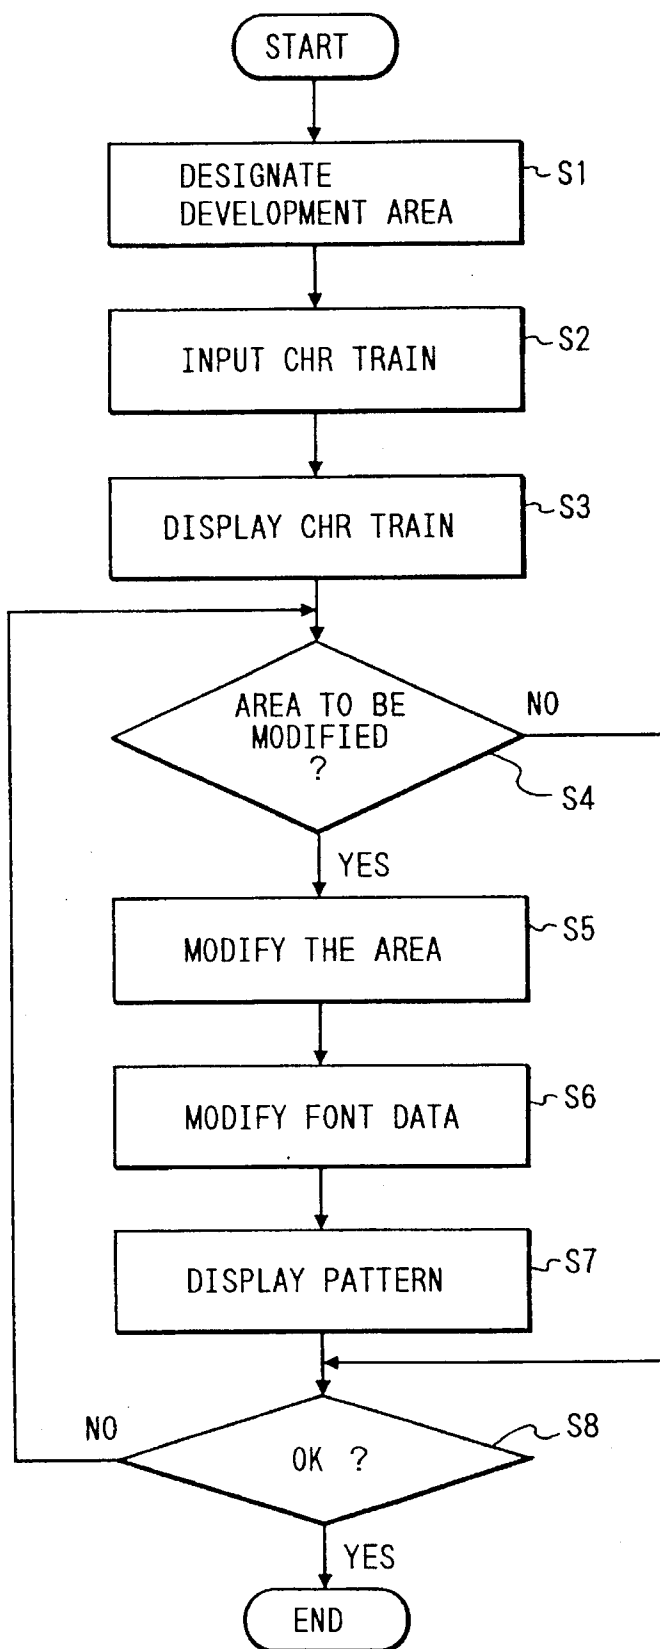 START
DESIGNATE
DEVELOPMENT AREA
S1
INPUT CHR TRAIN
S2
DISPLAY CHR TRAIN
S3
AREA TO BE
MODIFIED
?
NO
S4
YES
MODIFY THE AREA
S5
MODIFY FONT DATA
S6
DISPLAY PATTERN
S7
NO
OK ?
S8
YES
END